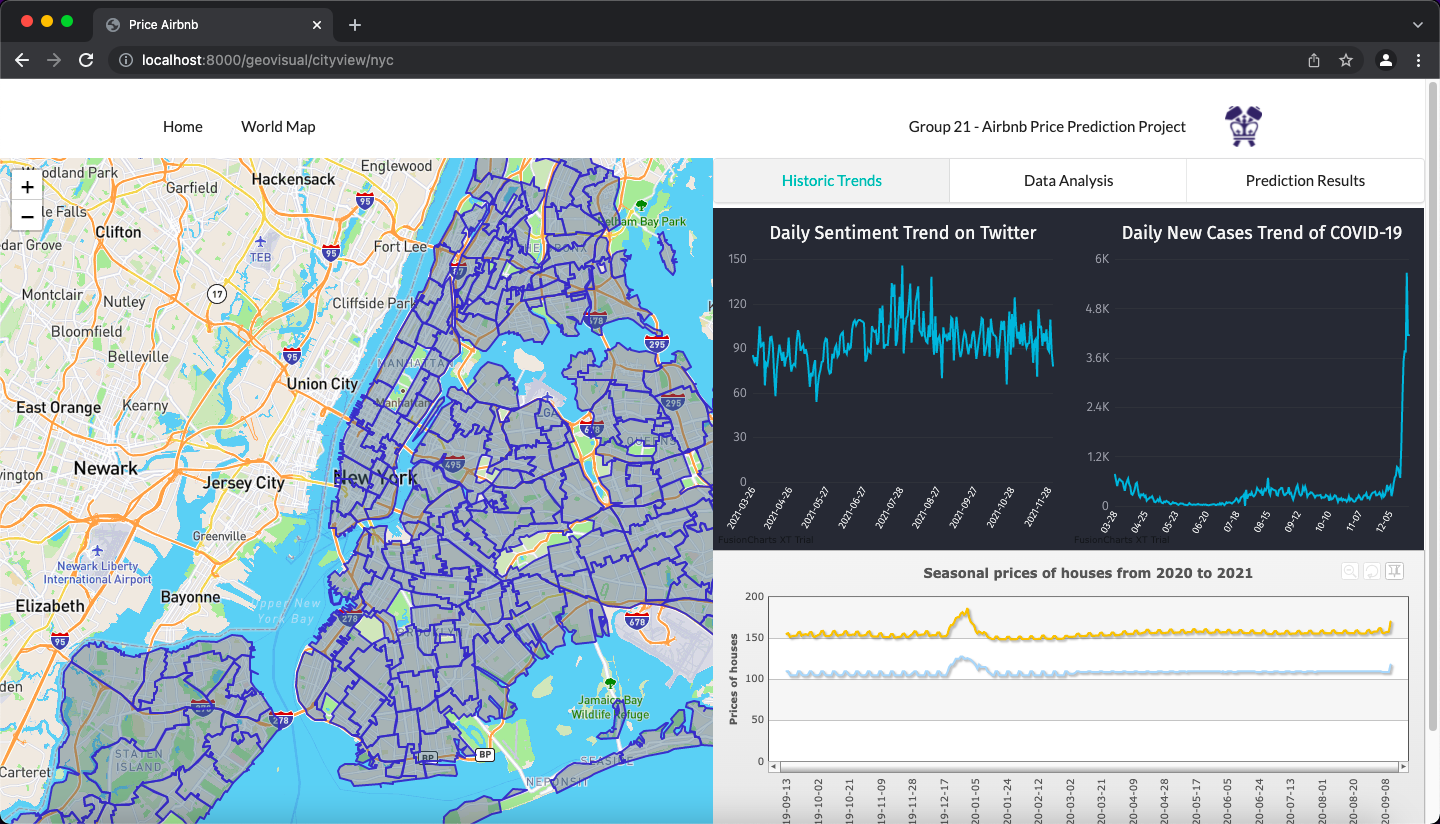 Price Airbnb
localhost:8000/geovisual/cityview/nyc
Home
World Map
Group 21 - Airbnb Price Prediction Project
+
−
Englewood
Garfield
Hackensack
95
Clifton
TEB
95
Fort Lee
Pelham Bay Park
THE BRONX
Montclair
Nutley
17
Cliffside Park
Bloomfield
95
Belleville
678
295
MANHATTAN
Union City
Manhattan
East Orange
Kearny
LGA
295
678
QUEENS
Newark
495
New York
Jersey City
Greenville
Newark Liberty
International Airport
Bayonne
Upper New
York Bay
Elizabeth
278
678
95
BROOKLYN
Jamaica Bay
Wildlife Refuge
278
278
STATEN
ISLAND
BP
BP
SEASIDE
Carteret
NEPONSIT
Historic Trends
Data Analysis
Prediction Results
Daily Sentiment Trend on Twitter
150
120
90
60
30
0
2021-03-26
2021-04-26
2021-05-27
2021-06-27
2021-07-28
2021-08-27
2021-09-27
2021-10-28
2021-11-28
FusionCharts XT Trial
Daily New Cases Trend of COVID-19
6K
4.8K
3.6K
2.4K
1.2K
0
03-28
04-25
05-23
06-20
07-18
08-15
09-12
10-10
11-07
12-05
FusionCharts XT Trial
Seasonal prices of houses from 2020 to 2021
Prices of houses
200
150
100
50
0
19-09-13
19-10-02
19-10-21
19-11-09
19-11-28
19-12-17
20-01-05
20-01-24
20-02-12
20-03-02
20-03-21
20-04-09
20-04-28
20-05-17
20-06-05
20-06-24
20-07-13
20-08-01
20-08-20
20-09-08